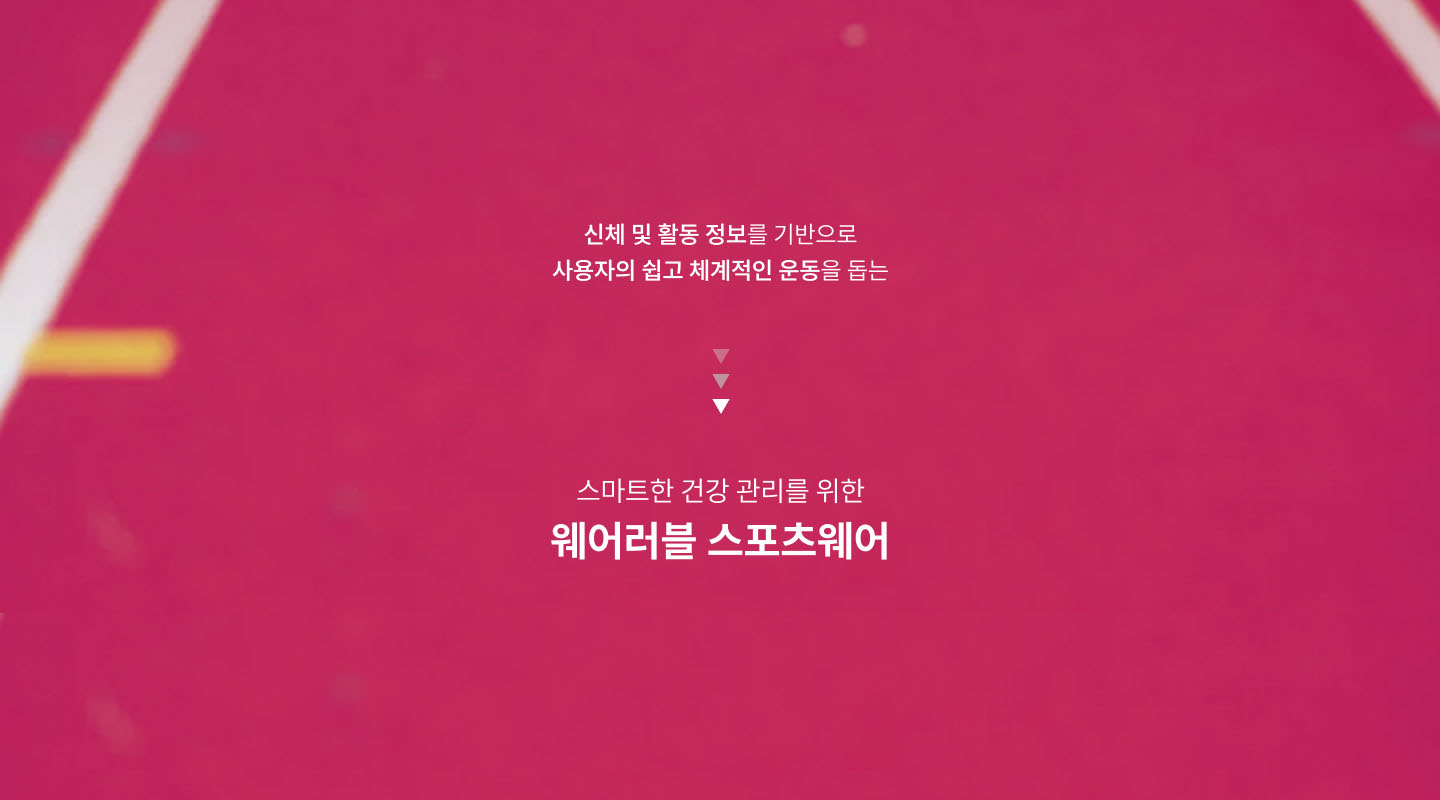 신체 및 활동 정보를 기반으로
사용자의 쉽고 체계적인 운동을 돕는
스마트한 건강 관리를 위한
웨어러블 스포츠웨어